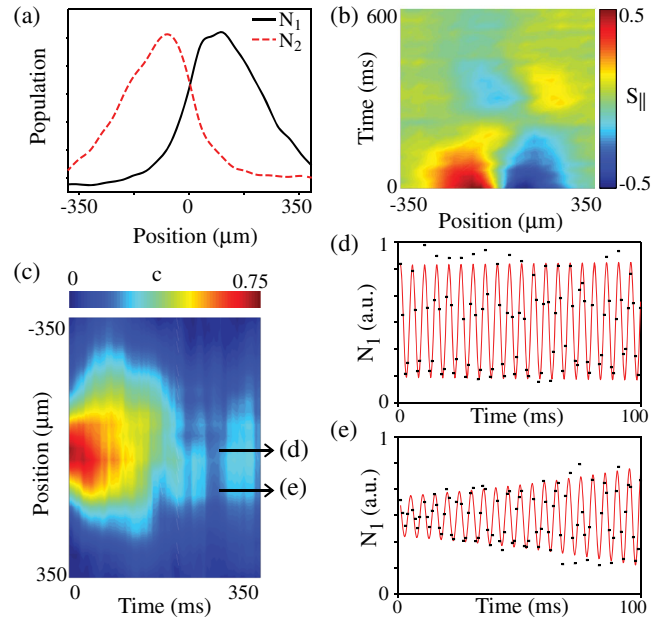 (a)
N1
N2
Population
-350
0
350
Position (μm)
(b)
600
Time (ms)
0
-350
350
Position (μm)
0.5
S||
-0.5
(c)
0
c
0.75
-350
Position (μm)
350
0
350
Time (ms)
(d)
(e)
(d)
1
N1 (a.u.)
0
0
100
Time (ms)
(e)
1
N1 (a.u.)
0
0
100
Time (ms)